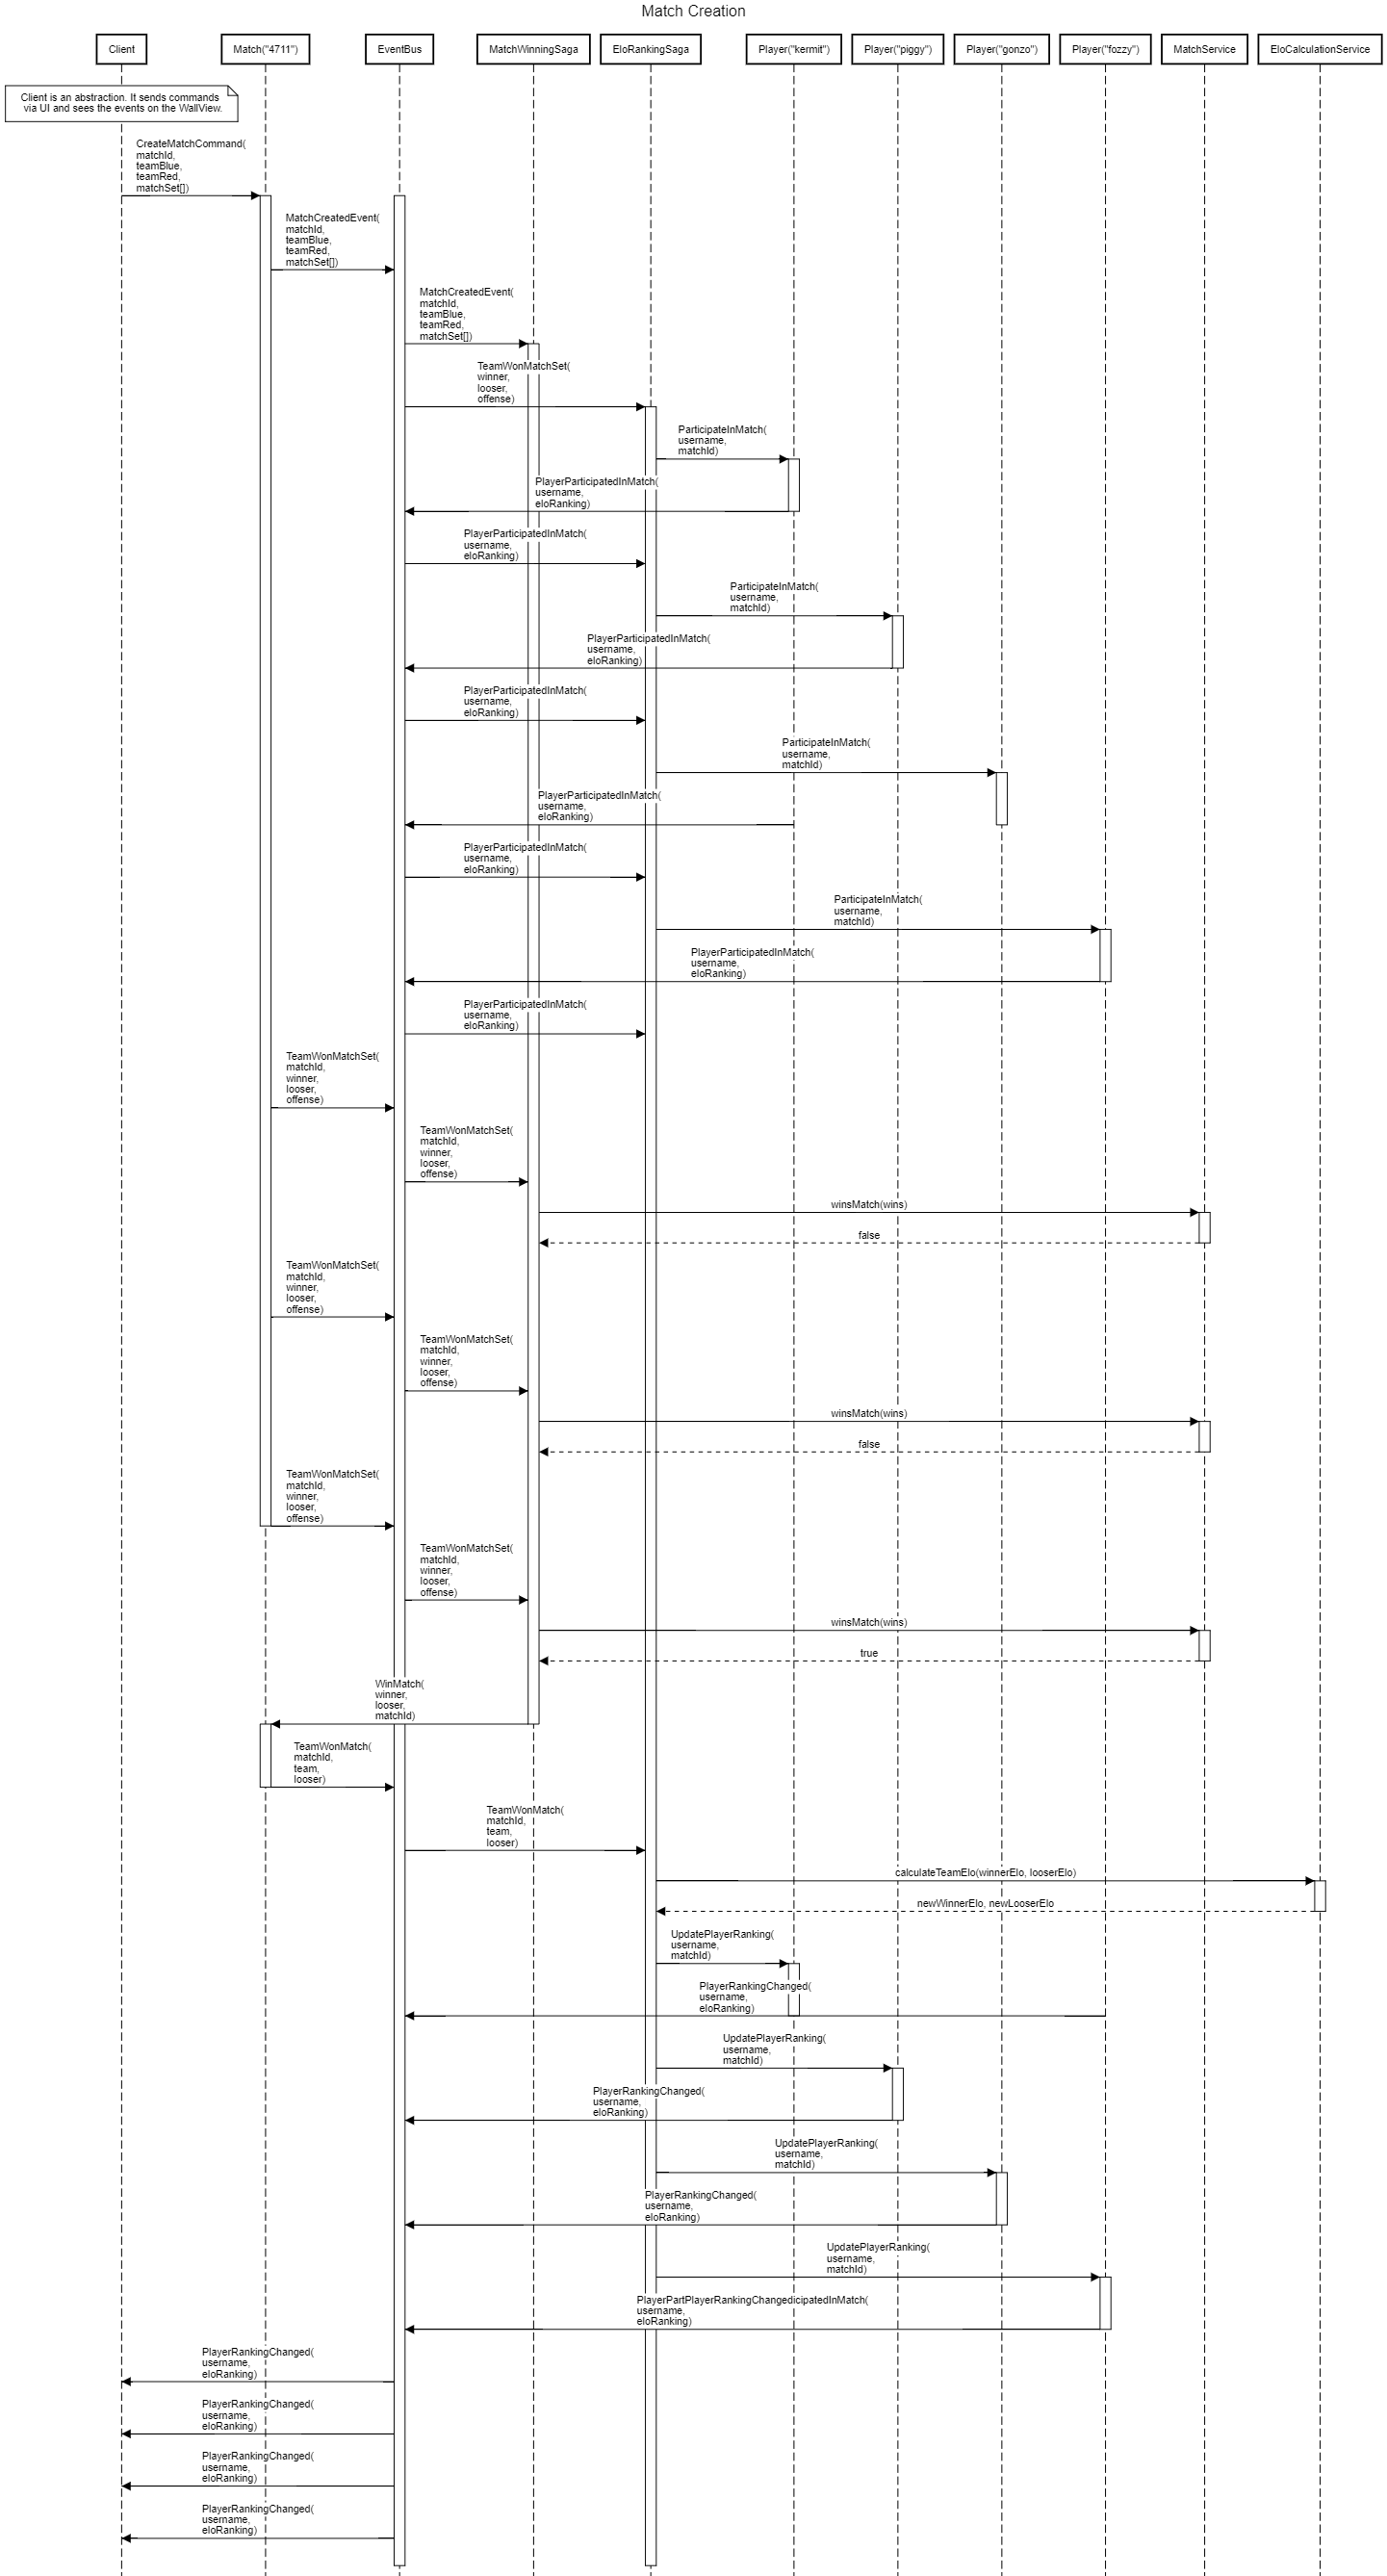 Match Creation
Client
Match("4711")
EventBus
MatchWinningSaga
EloRankingSaga
Player("kermit")
Player("piggy")
Player("gonzo")
Player("fozzy")
MatchService
EloCalculationService
Client is an abstraction. It sends commands
via UI and sees the events on the WallView.
CreateMatchCommand(
matchId,
teamBlue,
teamRed,
matchSet[])
MatchCreatedEvent(
matchId,
teamBlue,
teamRed,
matchSet[])
MatchCreatedEvent(
matchId,
teamBlue,
teamRed,
matchSet[])
TeamWonMatchSet(
winner,
looser,
offense)
ParticipateInMatch(
username,
matchId)
PlayerParticipatedInMatch(
username,
eloRanking)
PlayerParticipatedInMatch(
username,
eloRanking)
ParticipateInMatch(
username,
matchId)
PlayerParticipatedInMatch(
username,
eloRanking)
PlayerParticipatedInMatch(
username,
eloRanking)
ParticipateInMatch(
username,
matchId)
PlayerParticipatedInMatch(
username,
eloRanking)
PlayerParticipatedInMatch(
username,
eloRanking)
ParticipateInMatch(
username,
matchId)
PlayerParticipatedInMatch(
username,
eloRanking)
PlayerParticipatedInMatch(
username,
eloRanking)
TeamWonMatchSet(
matchId,
winner,
looser,
offense)
TeamWonMatchSet(
matchId,
winner,
looser,
offense)
winsMatch(wins)
false
TeamWonMatchSet(
matchId,
winner,
looser,
offense)
TeamWonMatchSet(
matchId,
winner,
looser,
offense)
winsMatch(wins)
false
TeamWonMatchSet(
matchId,
winner,
looser,
offense)
TeamWonMatchSet(
matchId,
winner,
looser,
offense)
winsMatch(wins)
true
WinMatch(
winner,
looser,
matchId)
TeamWonMatch(
matchId,
team,
looser)
TeamWonMatch(
matchId,
team,
looser)
calculateTeamElo(winnerElo, looserElo)
newWinnerElo, newLooserElo
UpdatePlayerRanking(
username,
matchId)
PlayerRankingChanged(
username,
eloRanking)
UpdatePlayerRanking(
username,
matchId)
PlayerRankingChanged(
username,
eloRanking)
UpdatePlayerRanking(
username,
matchId)
PlayerRankingChanged(
username,
eloRanking)
UpdatePlayerRanking(
username,
matchId)
PlayerPartPlayerRankingChangedicipatedInMatch(
username,
eloRanking)
PlayerRankingChanged(
username,
eloRanking)
PlayerRankingChanged(
username,
eloRanking)
PlayerRankingChanged(
username,
eloRanking)
PlayerRankingChanged(
username,
eloRanking)